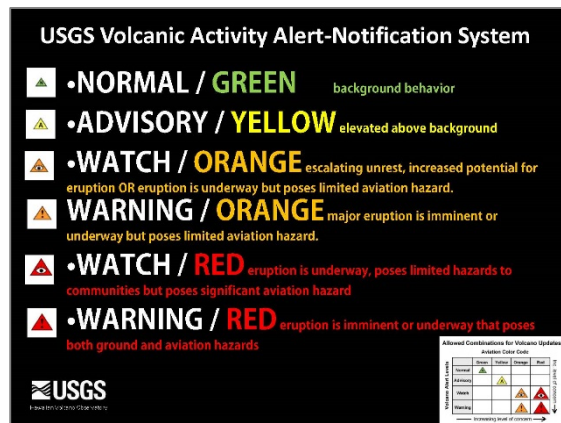 USGS Volcanic Activity Alert-Notification System
•NORMAL / GREEN background behavior
•ADVISORY / YELLOW elevated above background
•WATCH / ORANGE escalating unrest, increased potential for
eruption OR eruption is underway but poses limited aviation hazard.
WARNING / ORANGE major eruption is imminent or
underway but poses limited aviation hazard.
•WATCH / RED eruption is underway, poses limited hazards to
communities but poses significant aviation hazard
•WARNING / RED eruption is imminent or underway that poses
both ground and aviation hazards
USGS
Hawaiian Volcano Observatory
Allowed Combinations for Volcano Updates
Aviation Color Code
Green Yellow Orange Red
Volcano Alert Levels
Normal
Advisory
Watch
Warning
Increasing level of concern